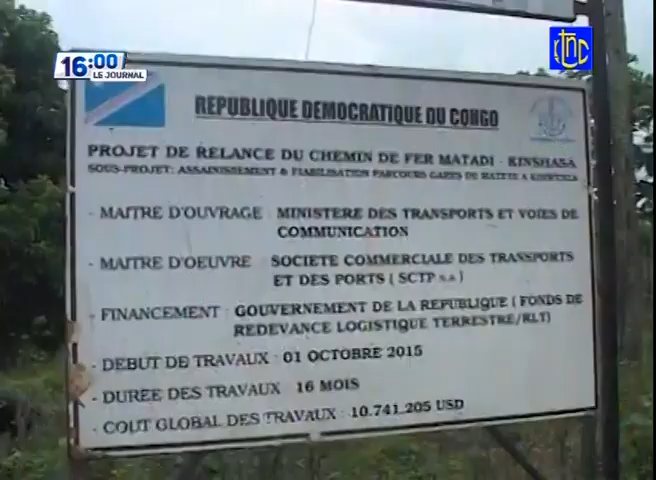 16:00
LE JOURNAL
rtnc
REPUBLIQUE DEMOCRATIQUE DU CONGO
PROJET DE RELANCE DU CHEMIN DE FER MATADI - KINSHASA
SOUS-PROJET: ASSAINISSEMENT & FIABILISATION PARCOURS GARES DE MATETE A KINSHASA
- MAITRE D'OUVRAGE : MINISTERE DES TRANSPORTS ET VOIES DE
COMMUNICATION
- MAITRE D'OEUVRE : SOCIETE COMMERCIALE DES TRANSPORTS
ET DES PORTS ( SCTP s.a )
- FINANCEMENT : GOUVERNEMENT DE LA REPUBLIQUE ( FONDS DE
REDEVANCE LOGISTIQUE TERRESTRE/RLT)
- DEBUT DE TRAVAUX : 01 OCTOBRE 2015
- DUREE DES TRAVAUX : 16 MOIS
- COUT GLOBAL DES TRAVAUX : 10.741.205 USD